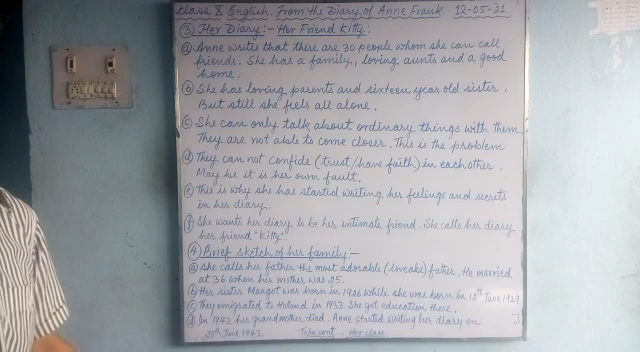 class 8 English. From the Diary of Anne Frank. 12-05-21
③ Her Diary:- Her Friend Kitty:
ⓐ Anne writes that there are 30 people whom she can call
friends. She has a family, loving aunts and a good
home.
ⓑ She has loving parents and sixteen year old sister.
But still she feels all alone.
ⓒ She can only talk about ordinary things with them
They are not able to come closer. This is the problem
ⓓ They can not confide (trust/have faith) in each other.
May be it is her own fault.
ⓔ This is why she has started writing her feelings and secrets
in her diary.
ⓕ She wants her diary to be her intimate friend. She calls her diary
her friend "Kitty".
④ Brief sketch of her family:-
ⓐ she calls her father the most adorable father. He married
at 36 when her mother was 25.
ⓑ Her sister Margot was born in 1926 while she was born in 12th June 1929
ⓒ They emigrated to Holand in 1933. She got education there.
ⓓ In 1942 her grandmother died. Anne started writing her diary on
20th June 1942. To be cont...